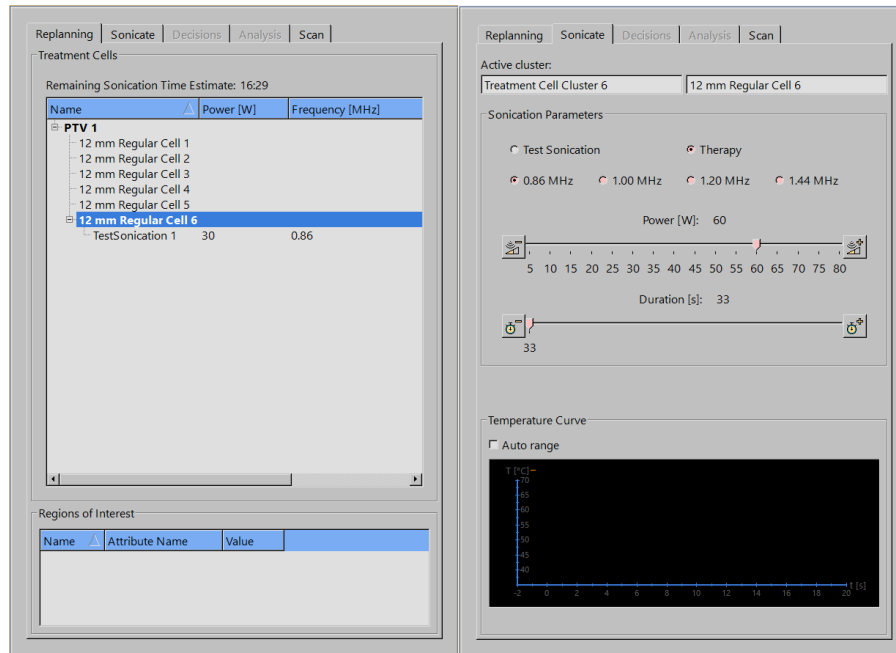 Replanning Sonicate Decisions Analysis Scan
Treatment Cells
Remaining Sonication Time Estimate: 16:29
Name Power [W] Frequency [MHz]
PTV 1
12 mm Regular Cell 1
12 mm Regular Cell 2
12 mm Regular Cell 3
12 mm Regular Cell 4
12 mm Regular Cell 5
12 mm Regular Cell 6
TestSonication 1 30 0.86
Regions of Interest
Name Attribute Name Value
Replanning Sonicate Decisions Analysis Scan
Active cluster:
Treatment Cell Cluster 6 12 mm Regular Cell 6
Sonication Parameters
Test Sonication Therapy
0.86 MHz 1.00 MHz 1.20 MHz 1.44 MHz
Power [W]: 60
5 10 15 20 25 30 35 40 45 50 55 60 65 70 75 80
Duration [s]: 33
33
Temperature Curve
Auto range
T [°C]
70
65
60
55
50
45
40
t [s]
-2 0 2 4 6 8 10 12 14 16 18 20